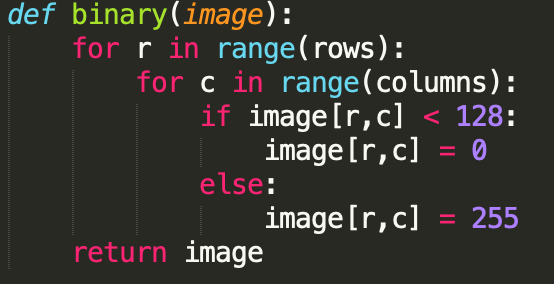 def binary(image):
    for r in range(rows):
        for c in range(columns):
            if image[r,c] < 128:
                image[r,c] = 0
            else:
                image[r,c] = 255
    return image